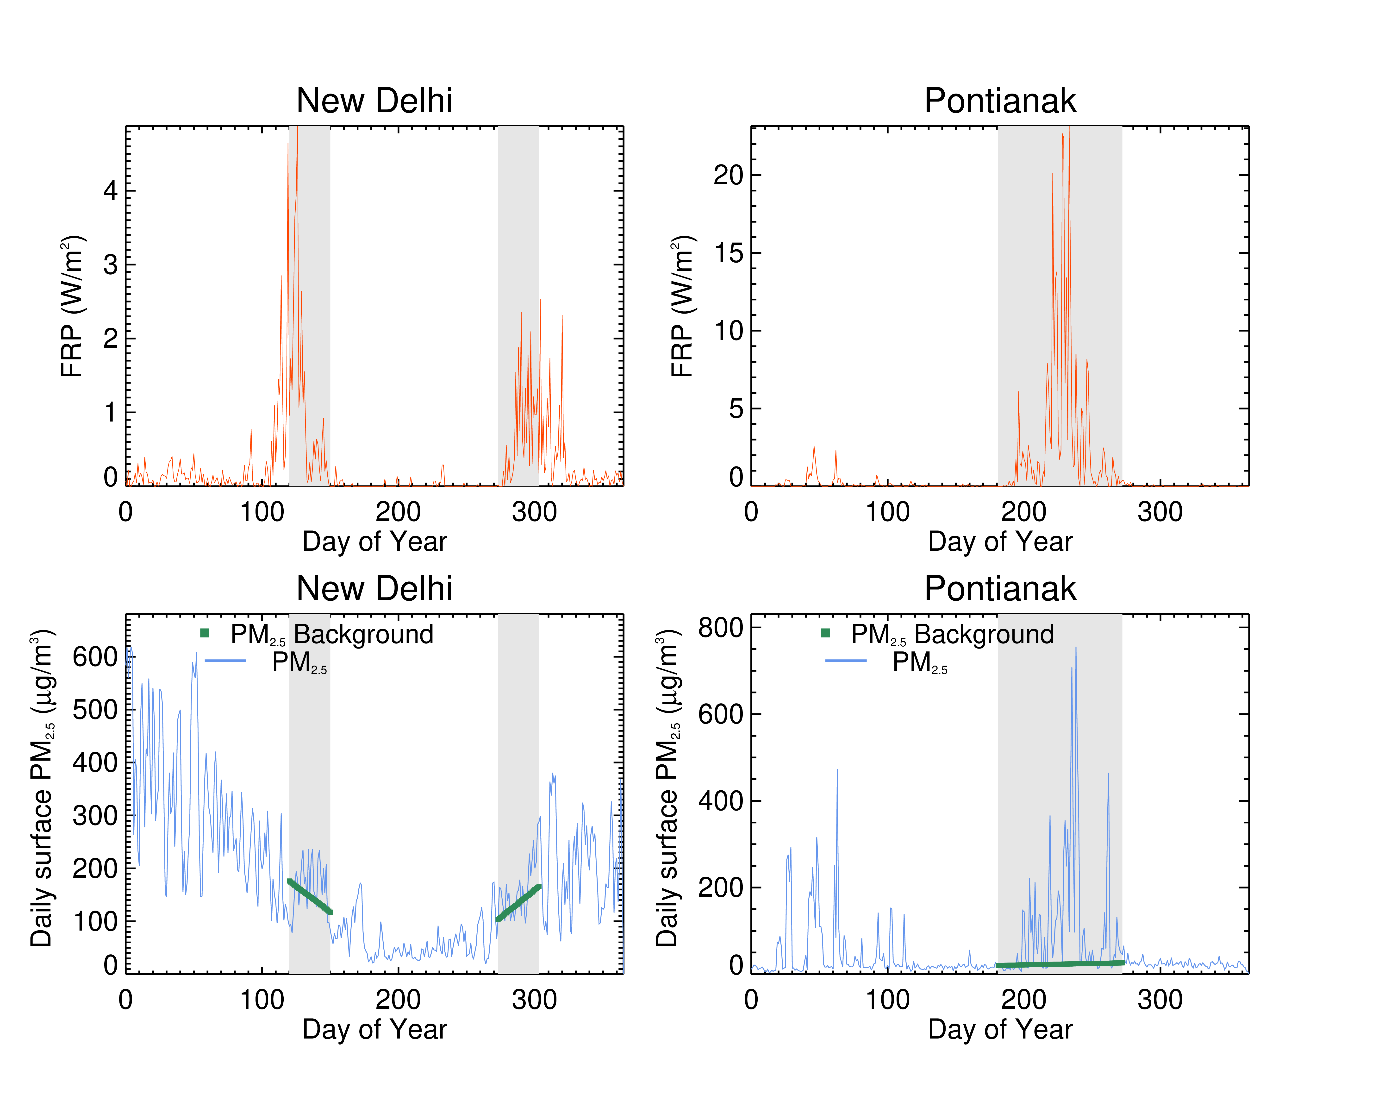 New Delhi
FRP (W/m²)
4
3
2
1
0
0 100 200 300
Day of Year
Pontianak
FRP (W/m²)
20
15
10
5
0
0 100 200 300
Day of Year
New Delhi
Daily surface PM2.5 (μg/m³)
PM2.5 Background
PM2.5
600
500
400
300
200
100
0
0 100 200 300
Day of Year
Pontianak
Daily surface PM2.5 (μg/m³)
PM2.5 Background
PM2.5
800
600
400
200
0
0 100 200 300
Day of Year